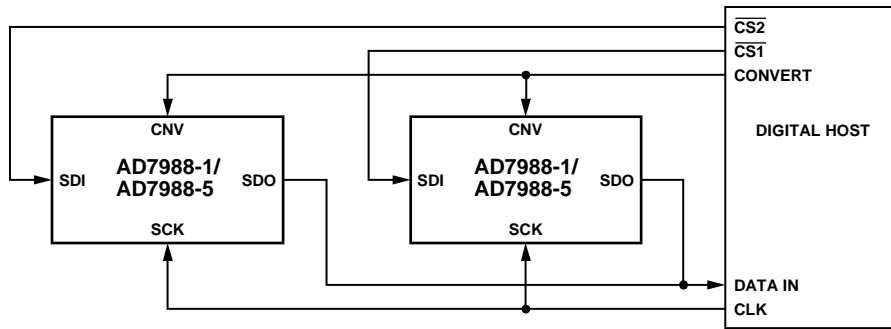 CS2
CS1
CONVERT
CNV
CNV
DIGITAL HOST
AD7988-1/
AD7988-5
SDI
SDO
SCK
AD7988-1/
AD7988-5
SDI
SDO
SCK
DATA IN
CLK